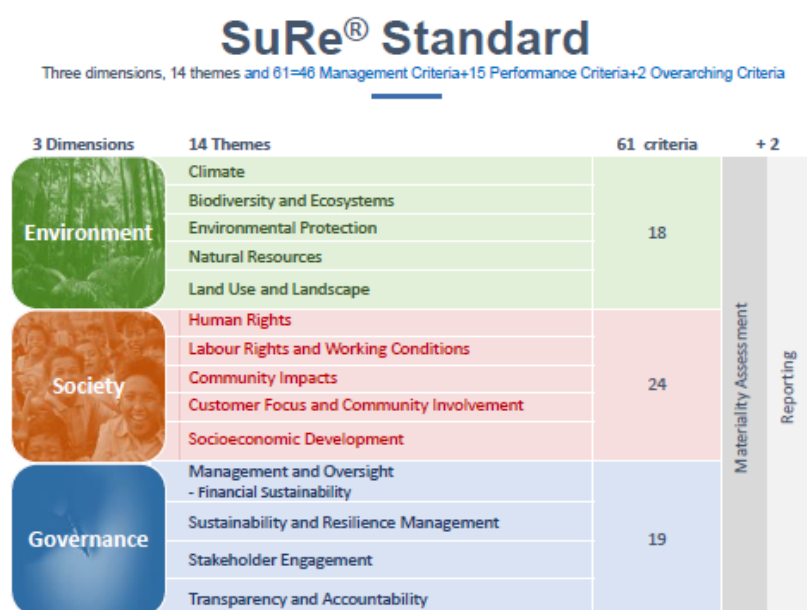 SuRe® Standard
Three dimensions, 14 themes and 61=46 Management Criteria+15 Performance Criteria+2 Overarching Criteria
3 Dimensions 14 Themes 61 criteria + 2
Environment
Climate
Biodiversity and Ecosystems
Environmental Protection
Natural Resources
Land Use and Landscape
18
Society
Human Rights
Labour Rights and Working Conditions
Community Impacts
Customer Focus and Community Involvement
Socioeconomic Development
24
Governance
Management and Oversight
- Financial Sustainability
Sustainability and Resilience Management
Stakeholder Engagement
Transparency and Accountability
19
Materiality Assessment
Reporting